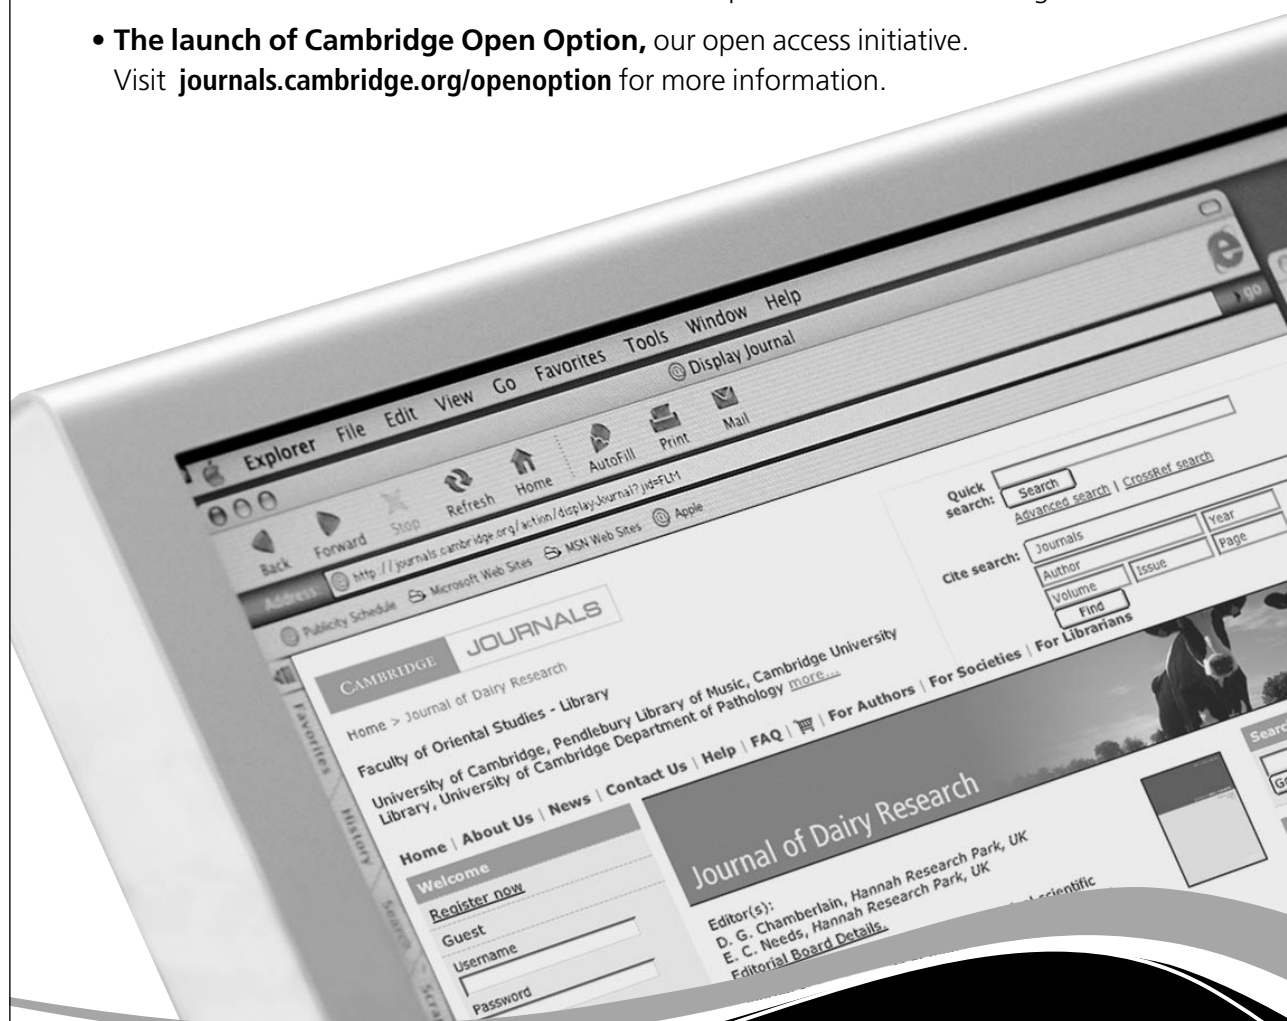 • The launch of Cambridge Open Option, our open access initiative.
Visit journals.cambridge.org/openoption for more information.
Explorer File Edit View Go Favorites Tools Window Help
Display Journal
Back Forward Stop Refresh Home AutoFill Print Mail
Address http://journals.cambridge.org/action/displayJournal?jid=FLM
go
Publicity Schedule Microsoft Web Sites MSN Web Sites Apple
Favorites
History
Search
CAMBRIDGE JOURNALS
Quick search:
Search
Advanced search | CrossRef search
Cite search:
Journals Year
Author Page
Volume Issue
Find
Home > Journal of Dairy Research
Faculty of Oriental Studies - Library
University of Cambridge, Pendlebury Library of Music, Cambridge University
Library, University of Cambridge Department of Pathology more...
Home | About Us | News | Contact Us | Help | FAQ | | For Authors | For Societies | For Librarians
Welcome
Register now
Guest
Username
Password
Journal of Dairy Research
Editor(s):
D. G. Chamberlain, Hannah Research Park, UK
E. C. Needs, Hannah Research Park, UK
Editorial Board Details.
scientific